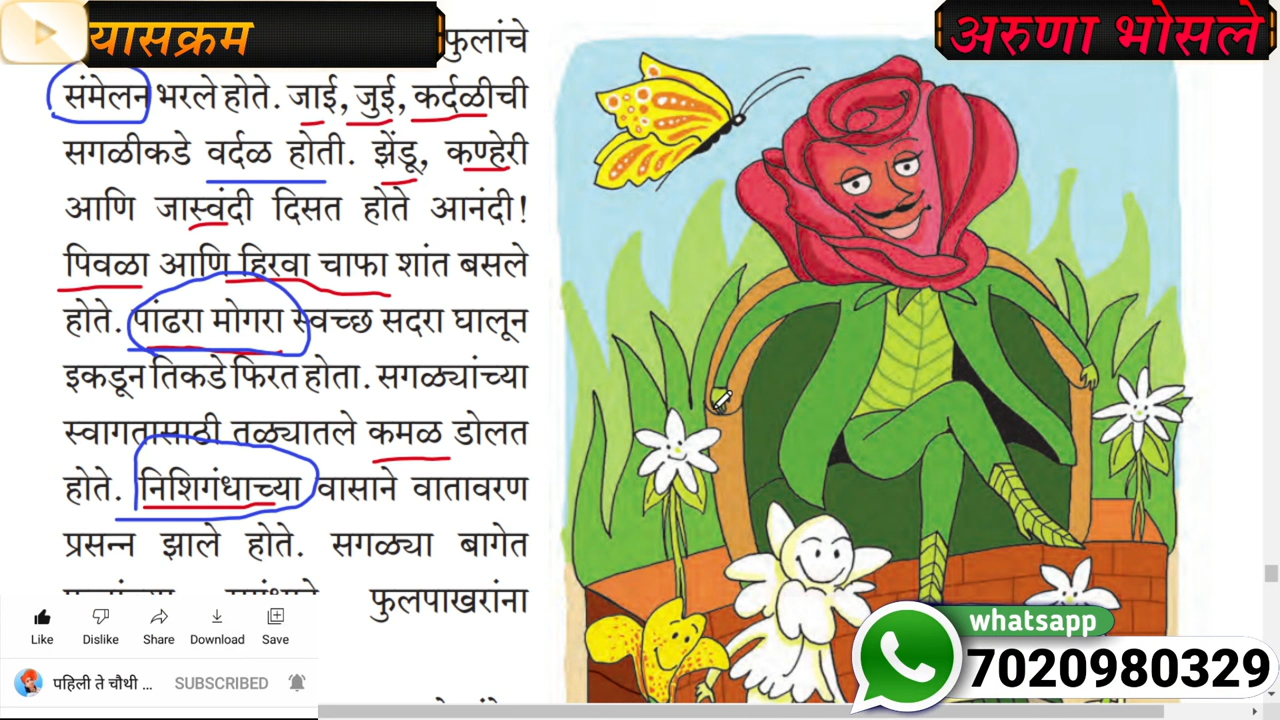 यासक्रम
अरुणा भोसले
फुलांचे
संमेलन भरले होते. जाई, जुई, कर्दळीची
सगळीकडे वर्दळ होती. झेंडू, कण्हेरी
आणि जास्वंदी दिसत होते आनंदी!
पिवळा आणि हिरवा चाफा शांत बसले
होते. पांढरा मोगरा स्वच्छ सदरा घालून
इकडून तिकडे फिरत होता. सगळ्यांच्या
स्वागतासाठी तळ्यातले कमळ डोलत
होते. निशिगंधाच्या वासाने वातावरण
प्रसन्न झाले होते. सगळ्या बागेत
फुलपाखरांना
Like Dislike Share Download Save
पहिली ते चौथी ... SUBSCRIBED
whatsapp
7020980329